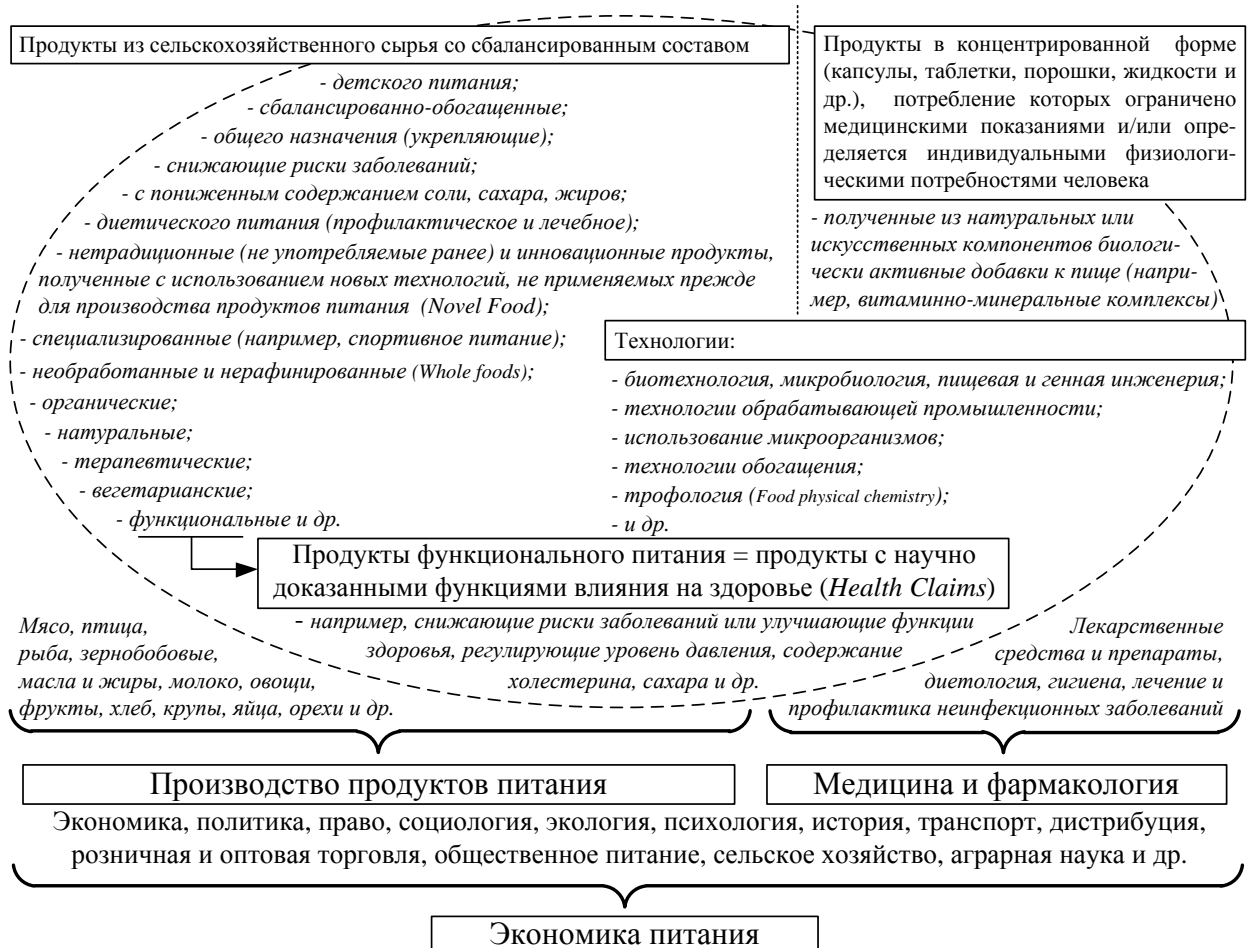 Продукты из сельскохозяйственного сырья со сбалансированным составом
- детского питания;
- сбалансированно-обогащенные;
- общего назначения (укрепляющие);
- снижающие риски заболеваний;
- с пониженным содержанием соли, сахара, жиров;
- диетического питания (профилактическое и лечебное);
- нетрадиционные (не употребляемые ранее) и инновационные продукты,
полученные с использованием новых технологий, не применяемых прежде
для производства продуктов питания (Novel Food);
- специализированные (например, спортивное питание);
- необработанные и нерафинированные (Whole foods);
- органические;
- натуральные;
- терапевтические;
- вегетарианские;
- функциональные и др.
Продукты в концентрированной форме
(капсулы, таблетки, порошки, жидкости и
др.), потребление которых ограничено
медицинскими показаниями и/или опре-
деляется индивидуальными физиологи-
ческими потребностями человека
- полученные из натуральных или
искусственных компонентов биологи-
чески активные добавки к пище (напри-
мер, витаминно-минеральные комплексы)
Технологии:
- биотехнология, микробиология, пищевая и генная инженерия;
- технологии обрабатывающей промышленности;
- использование микроорганизмов;
- технологии обогащения;
- трофология (Food physical chemistry);
- и др.
Продукты функционального питания = продукты с научно
доказанными функциями влияния на здоровье (Health Claims)
- например, снижающие риски заболеваний или улучшающие функции
здоровья, регулирующие уровень давления, содержание
холестерина, сахара и др.
Мясо, птица,
рыба, зернобобовые,
масла и жиры, молоко, овощи,
фрукты, хлеб, крупы, яйца, орехи и др.
Лекарственные
средства и препараты,
диетология, гигиена, лечение и
профилактика неинфекционных заболеваний
Производство продуктов питания
Медицина и фармакология
Экономика, политика, право, социология, экология, психология, история, транспорт, дистрибуция,
розничная и оптовая торговля, общественное питание, сельское хозяйство, аграрная наука и др.
Экономика питания